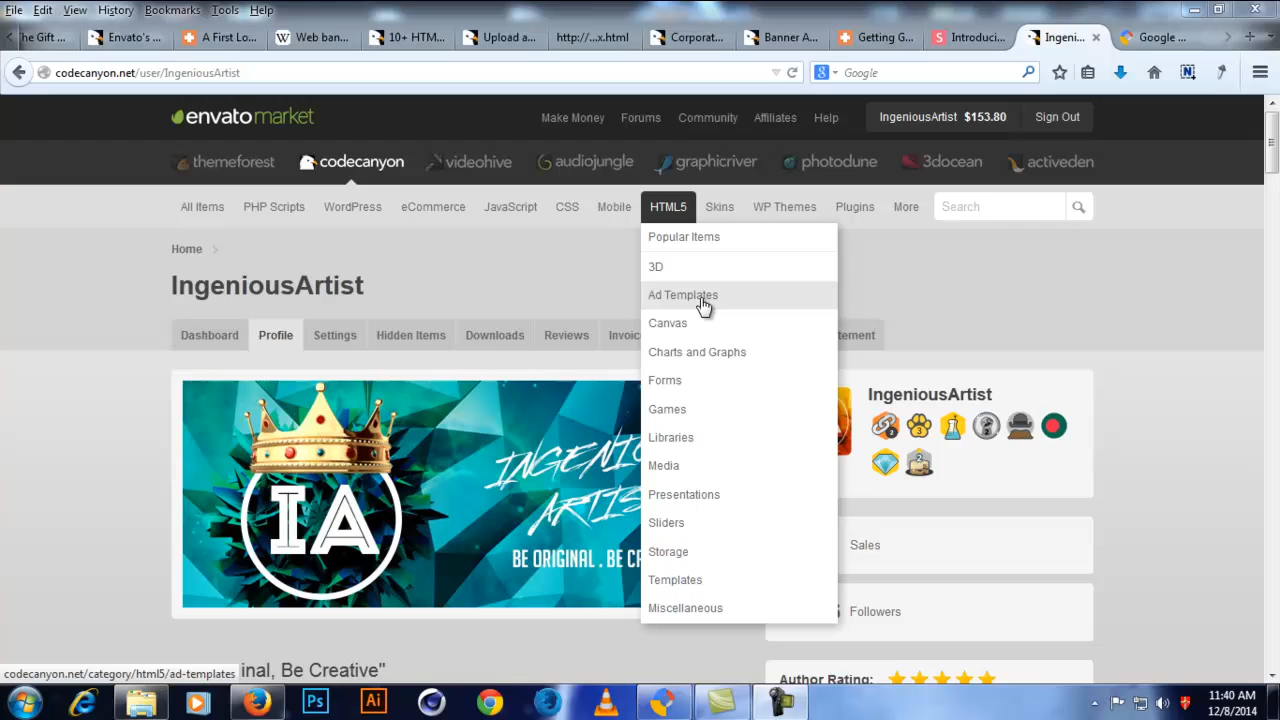 File Edit View History Bookmarks Tools Help
he Gift ... Envato's ... A First Lo... Web ban... 10+ HTM... Upload a... http://...x.html Corporat... Banner A... Getting G... Introduci... Ingeni... Google ...
codecanyon.net/user/IngeniousArtist Google
envatomarket Make Money Forums Community Affiliates Help IngeniousArtist $153.80 Sign Out
themeforest codecanyon videohive audiojungle graphicriver photodune 3docean activeden
All Items PHP Scripts WordPress eCommerce JavaScript CSS Mobile HTML5 Skins WP Themes Plugins More Search
Popular Items
Home
3D
IngeniousArtist
Ad Templates
Canvas
Dashboard Profile Settings Hidden Items Downloads Reviews Invoic tement
Charts and Graphs
Forms
IngeniousArtist
Games
Libraries
Media
Presentations
Sliders
Storage
Templates
Miscellaneous
IA
INGENIO
ARTIS
BE ORIGINAL . BE C
Sales
Followers
inal, Be Creative"
Author Rating:
codecanyon.net/category/html5/ad-templates
Ps Ai
11:40 AM
12/8/2014